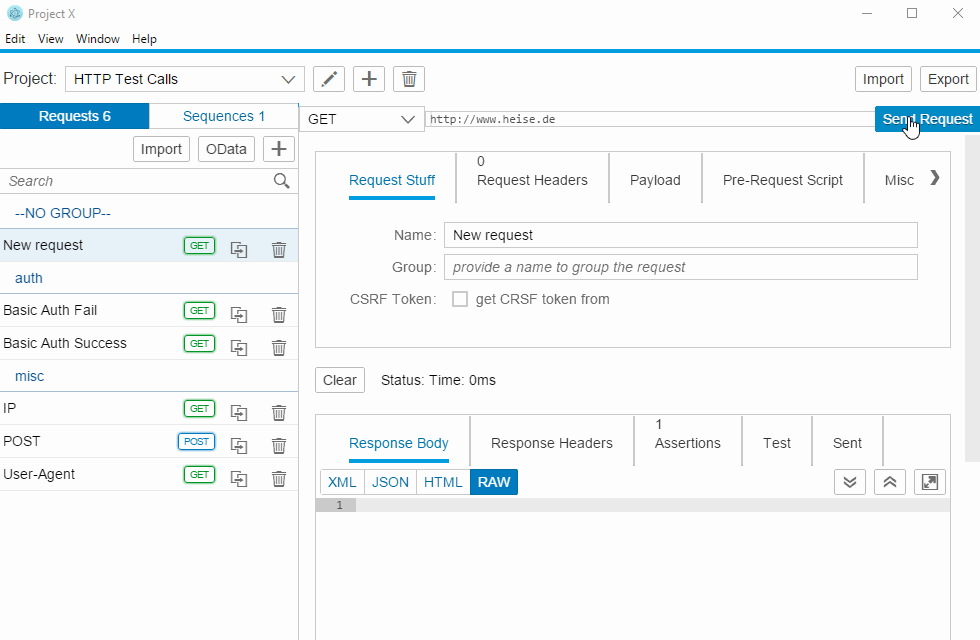 Project X
Edit View Window Help
Project: HTTP Test Calls Import Export
Requests 6 Sequences 1 GET http://www.heise.de Send Request
Import OData
Search
--NO GROUP--
New request GET
auth
Basic Auth Fail GET
Basic Auth Success GET
misc
IP GET
POST POST
User-Agent GET
0
Request Stuff Request Headers Payload Pre-Request Script Misc
Name: New request
Group: provide a name to group the request
CSRF Token: get CRSF token from
Clear Status: Time: 0ms
1
Response Body Response Headers Assertions Test Sent
XML JSON HTML RAW
1